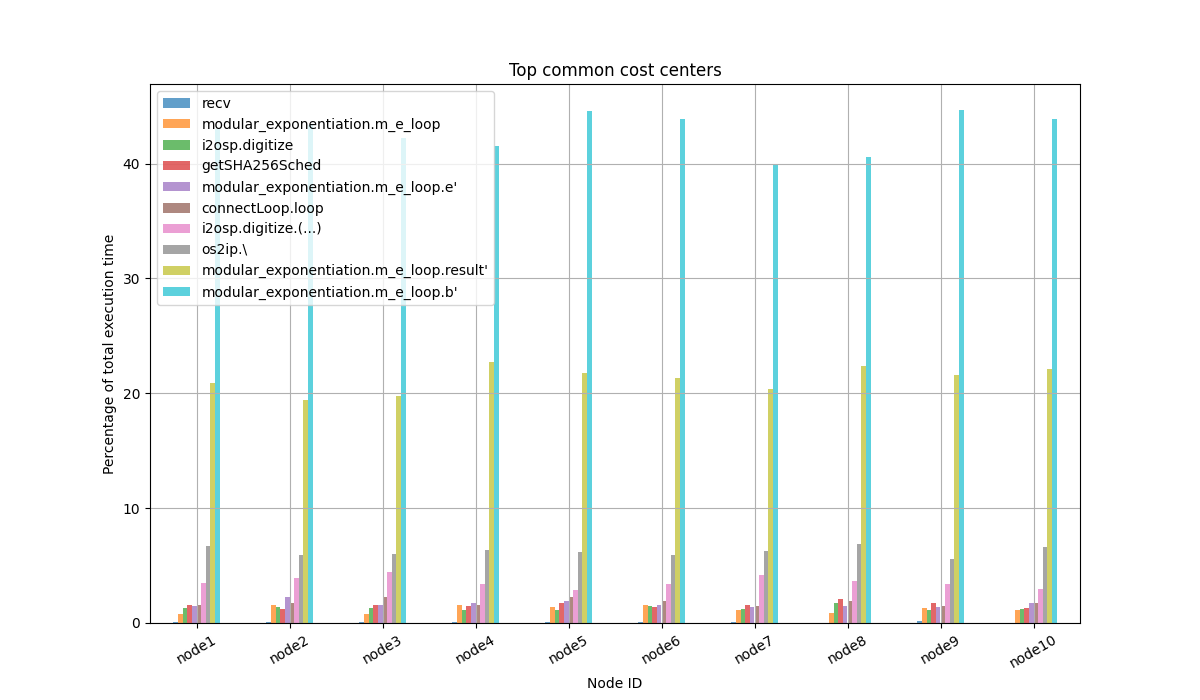 Top common cost centers
recv
modular_exponentiation.m_e_loop
i2osp.digitize
getSHA256Sched
modular_exponentiation.m_e_loop.e'
connectLoop.loop
i2osp.digitize.(...)
os2ip.\
modular_exponentiation.m_e_loop.result'
modular_exponentiation.m_e_loop.b'
Percentage of total execution time
40
30
20
10
0
node1 node2 node3 node4 node5 node6 node7 node8 node9 node10
Node ID